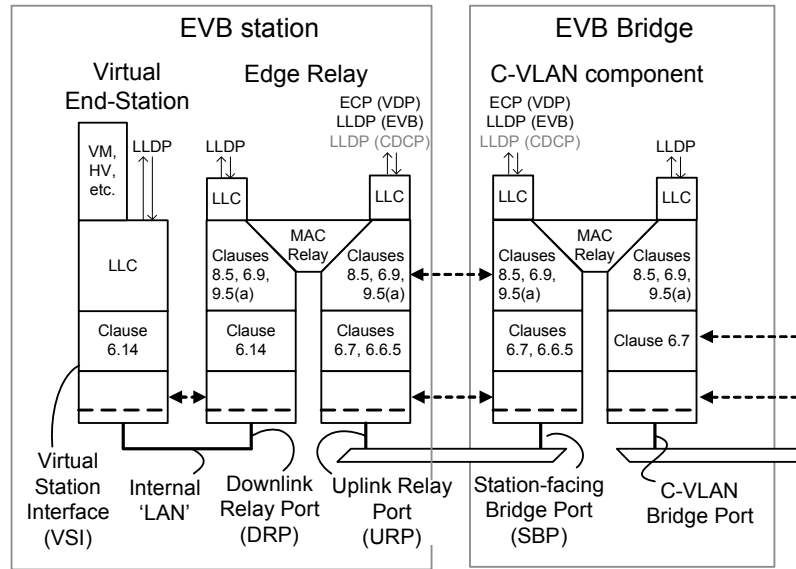 EVB station
EVB Bridge
Virtual
End-Station
Edge Relay
C-VLAN component
VM,
HV,
etc.
LLDP
LLDP
ECP (VDP)
LLDP (EVB)
LLDP (CDCP)
ECP (VDP)
LLDP (EVB)
LLDP (CDCP)
LLDP
LLC
LLC
LLC
LLC
LLC
MAC
Relay
MAC
Relay
Clauses
8.5, 6.9,
9.5(a)
Clauses
8.5, 6.9,
9.5(a)
Clauses
8.5, 6.9,
9.5(a)
Clauses
8.5, 6.9,
9.5(a)
Clause
6.14
Clause
6.14
Clauses
6.7, 6.6.5
Clauses
6.7, 6.6.5
Clause 6.7
Virtual
Station
Interface
(VSI)
Internal
‘LAN’
Downlink
Relay Port
(DRP)
Uplink Relay
Port
(URP)
Station-facing
Bridge Port
(SBP)
C-VLAN
Bridge Port